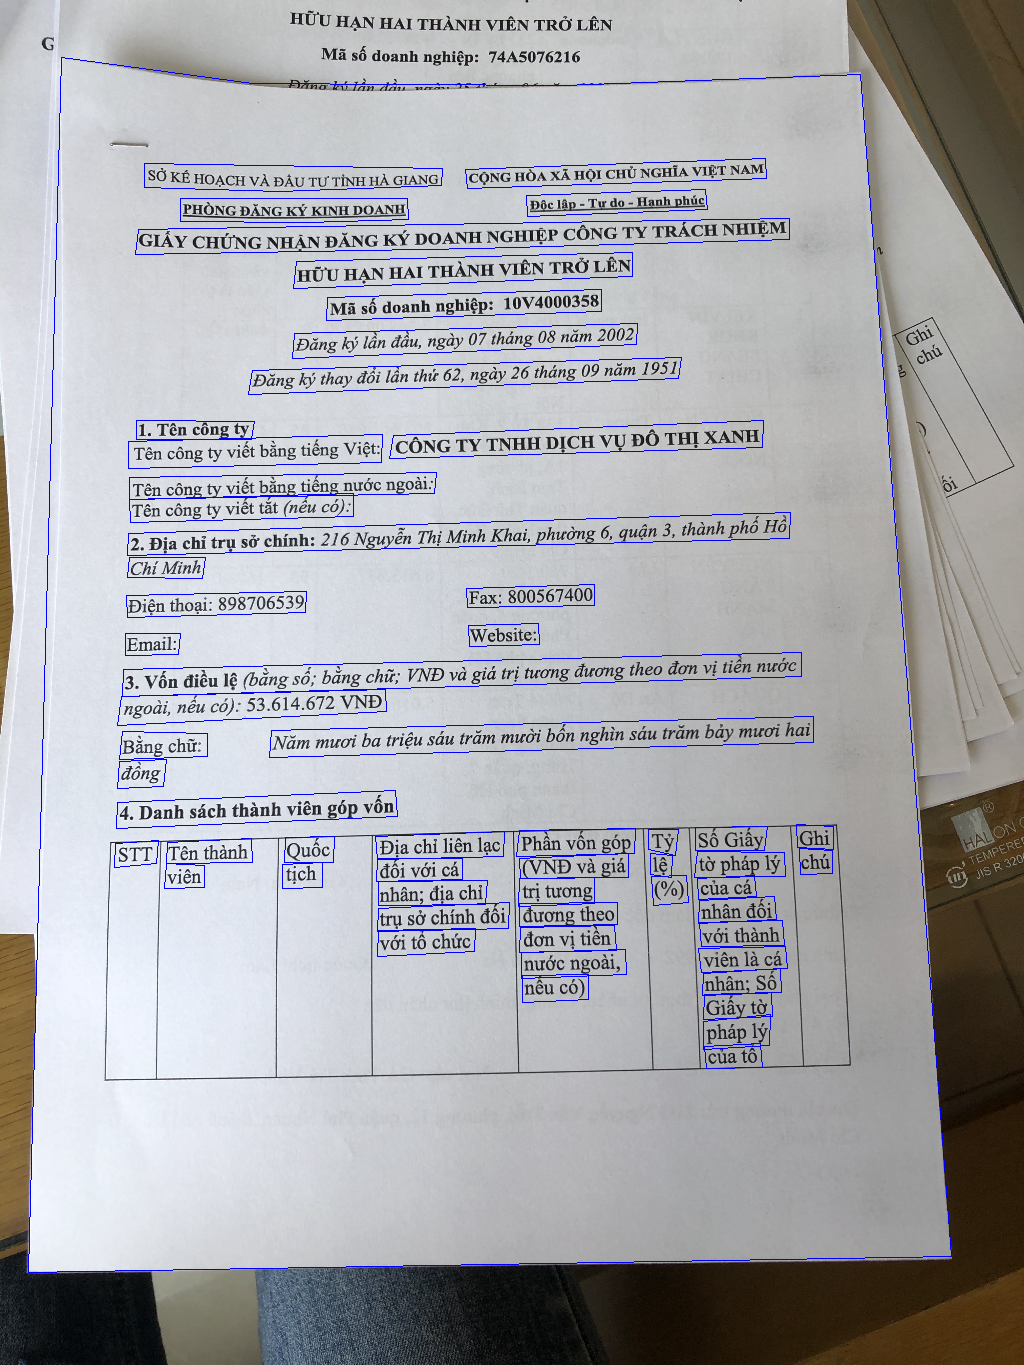 HỮU HẠN HAI THÀNH VIÊN TRỞ LÊN
G
Mã số doanh nghiệp: 74A5076216
Đăng ký lần đầu, ngày
SỞ KẾ HOẠCH VÀ ĐẦU TƯ TỈNH HÀ GIANG
CỘNG HÒA XÃ HỘI CHỦ NGHĨA VIỆT NAM
PHÒNG ĐĂNG KÝ KINH DOANH
Độc lập - Tự do - Hạnh phúc
GIẤY CHỨNG NHẬN ĐĂNG KÝ DOANH NGHIỆP CÔNG TY TRÁCH NHIỆM
HỮU HẠN HAI THÀNH VIÊN TRỞ LÊN
Mã số doanh nghiệp: 10V4000358
Đăng ký lần đầu, ngày 07 tháng 08 năm 2002
Đăng ký thay đổi lần thứ 62, ngày 26 tháng 09 năm 1951
1. Tên công ty
Tên công ty viết bằng tiếng Việt: CÔNG TY TNHH DỊCH VỤ ĐÔ THỊ XANH
Tên công ty viết bằng tiếng nước ngoài:
Tên công ty viết tắt (nếu có):
2. Địa chỉ trụ sở chính: 216 Nguyễn Thị Minh Khai, phường 6, quận 3, thành phố Hồ
Chí Minh
Điện thoại: 898706539
Fax: 800567400
Email:
Website:
3. Vốn điều lệ (bằng số; bằng chữ; VNĐ và giá trị tương đương theo đơn vị tiền nước
ngoài, nếu có): 53.614.672 VNĐ
Bằng chữ: Năm mươi ba triệu sáu trăm mười bốn nghìn sáu trăm bảy mươi hai
đồng
4. Danh sách thành viên góp vốn
STT
Tên thành
viên
Quốc
tịch
Địa chỉ liên lạc
đối với cá
nhân; địa chỉ
trụ sở chính đối
với tổ chức
Phần vốn góp
(VNĐ và giá
trị tương
đương theo
đơn vị tiền
nước ngoài,
nếu có)
Tỷ
lệ
(%)
Số Giấy
tờ pháp lý
của cá
nhân đối
với thành
viên là cá
nhân; Số
Giấy tờ
pháp lý
của tổ
Ghi
chú
Ghi
chú
ối
HALON
TEMPERED
JIS R 320